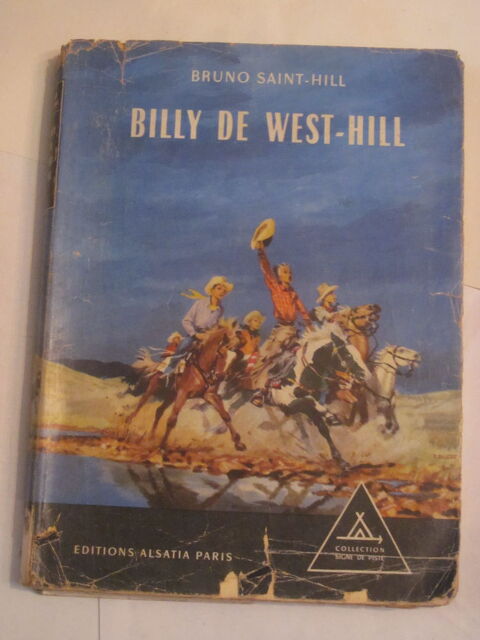 BRUNO SAINT-HILL
BILLY DE WEST-HILL
EDITIONS ALSATIA PARIS
COLLECTION
SIGNE DE PISTE